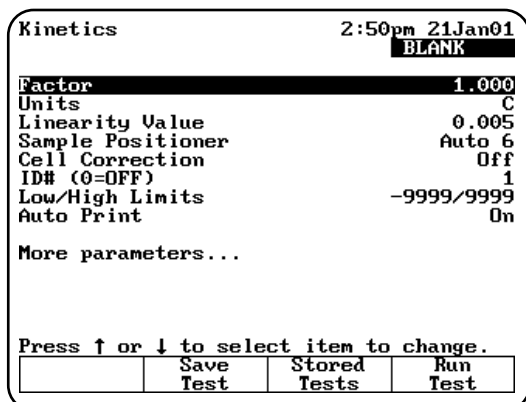 Kinetics 2:50pm 21Jan01
BLANK
Factor 1.000
Units C
Linearity Value 0.005
Sample Positioner Auto 6
Cell Correction Off
ID# (0=OFF) 1
Low/High Limits -9999/9999
Auto Print On
More parameters...
Press ↑ or ↓ to select item to change.
Save Test Stored Tests Run Test